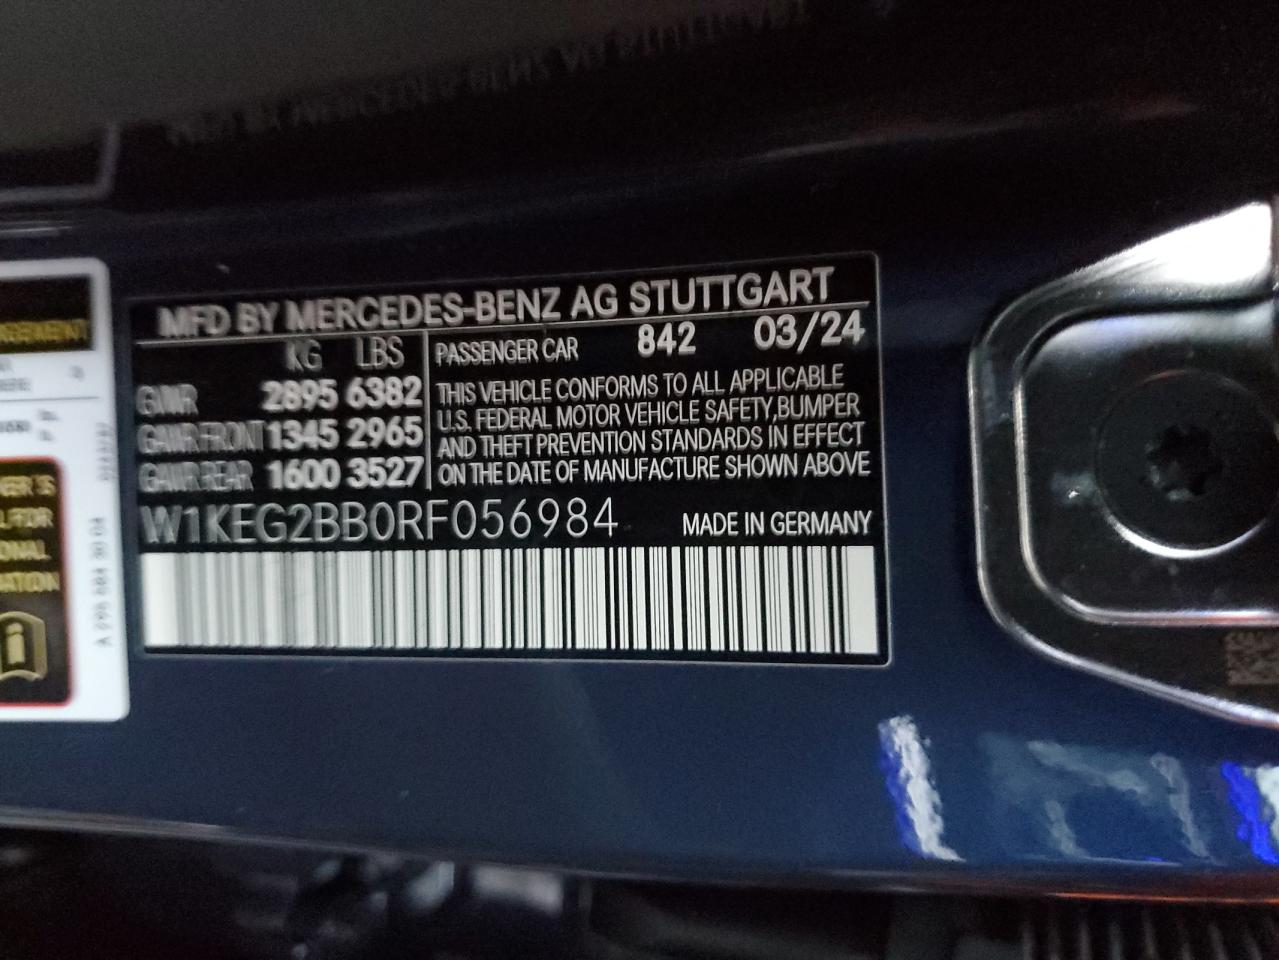 MFD BY MERCEDES-BENZ AG STUTTGART
KG LBS
GVWR 2895 6382
GAWR FRONT 1345 2965
GAWR REAR 1600 3527
PASSENGER CAR 842 03/24
THIS VEHICLE CONFORMS TO ALL APPLICABLE
U.S. FEDERAL MOTOR VEHICLE SAFETY,BUMPER
AND THEFT PREVENTION STANDARDS IN EFFECT
ON THE DATE OF MANUFACTURE SHOWN ABOVE
W1KEG2BB0RF056984 MADE IN GERMANY